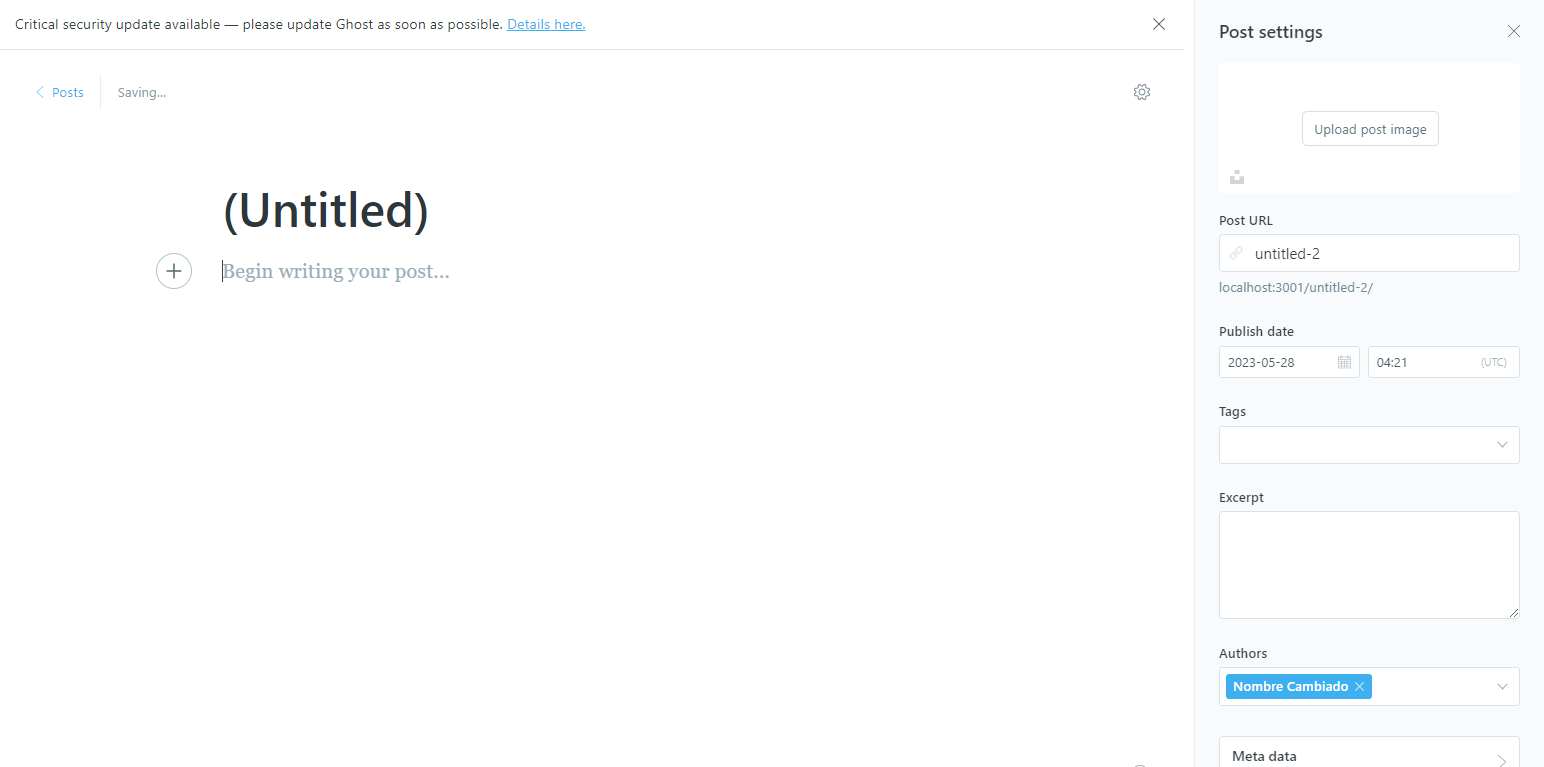 Critical security update available — please update Ghost as soon as possible. Details here.
Posts
Saving...
(Untitled)
Begin writing your post...
Post settings
Upload post image
Post URL
untitled-2
localhost:3001/untitled-2/
Publish date
2023-05-28
04:21
(UTC)
Tags
Excerpt
Authors
Nombre Cambiado
Meta data